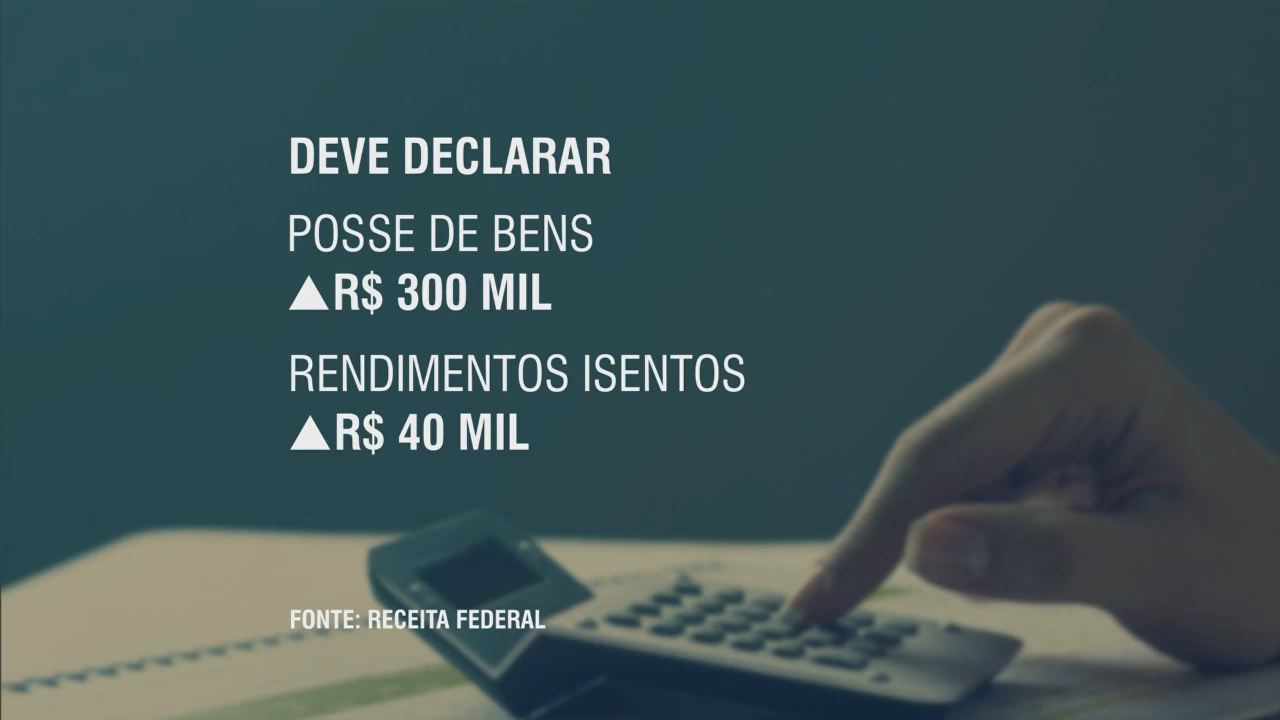 DEVE DECLARAR
POSSE DE BENS
▲R$ 300 MIL
RENDIMENTOS ISENTOS
▲R$ 40 MIL
FONTE: RECEITA FEDERAL